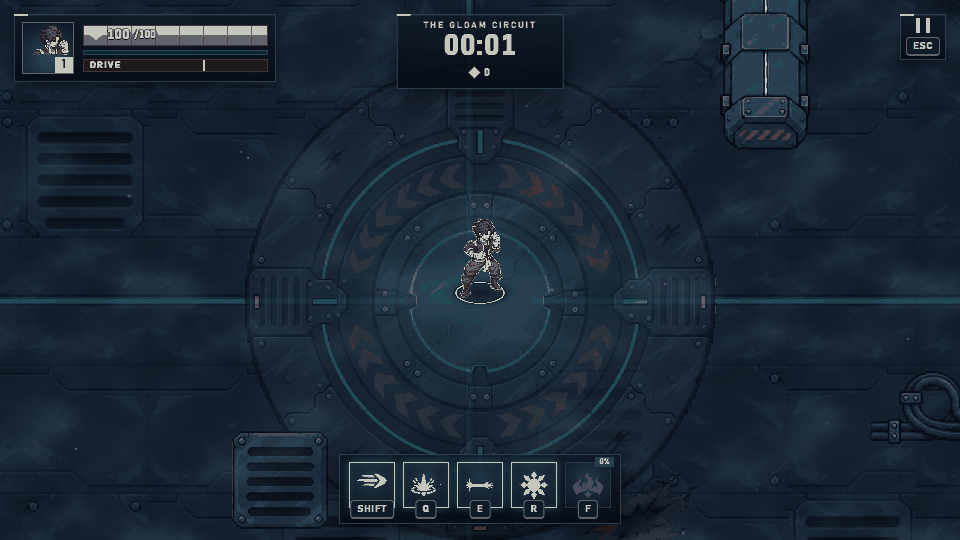 100/100
1
DRIVE
THE GLOAM CIRCUIT
00:01
0
ESC
SHIFT
Q
E
R
0%
F